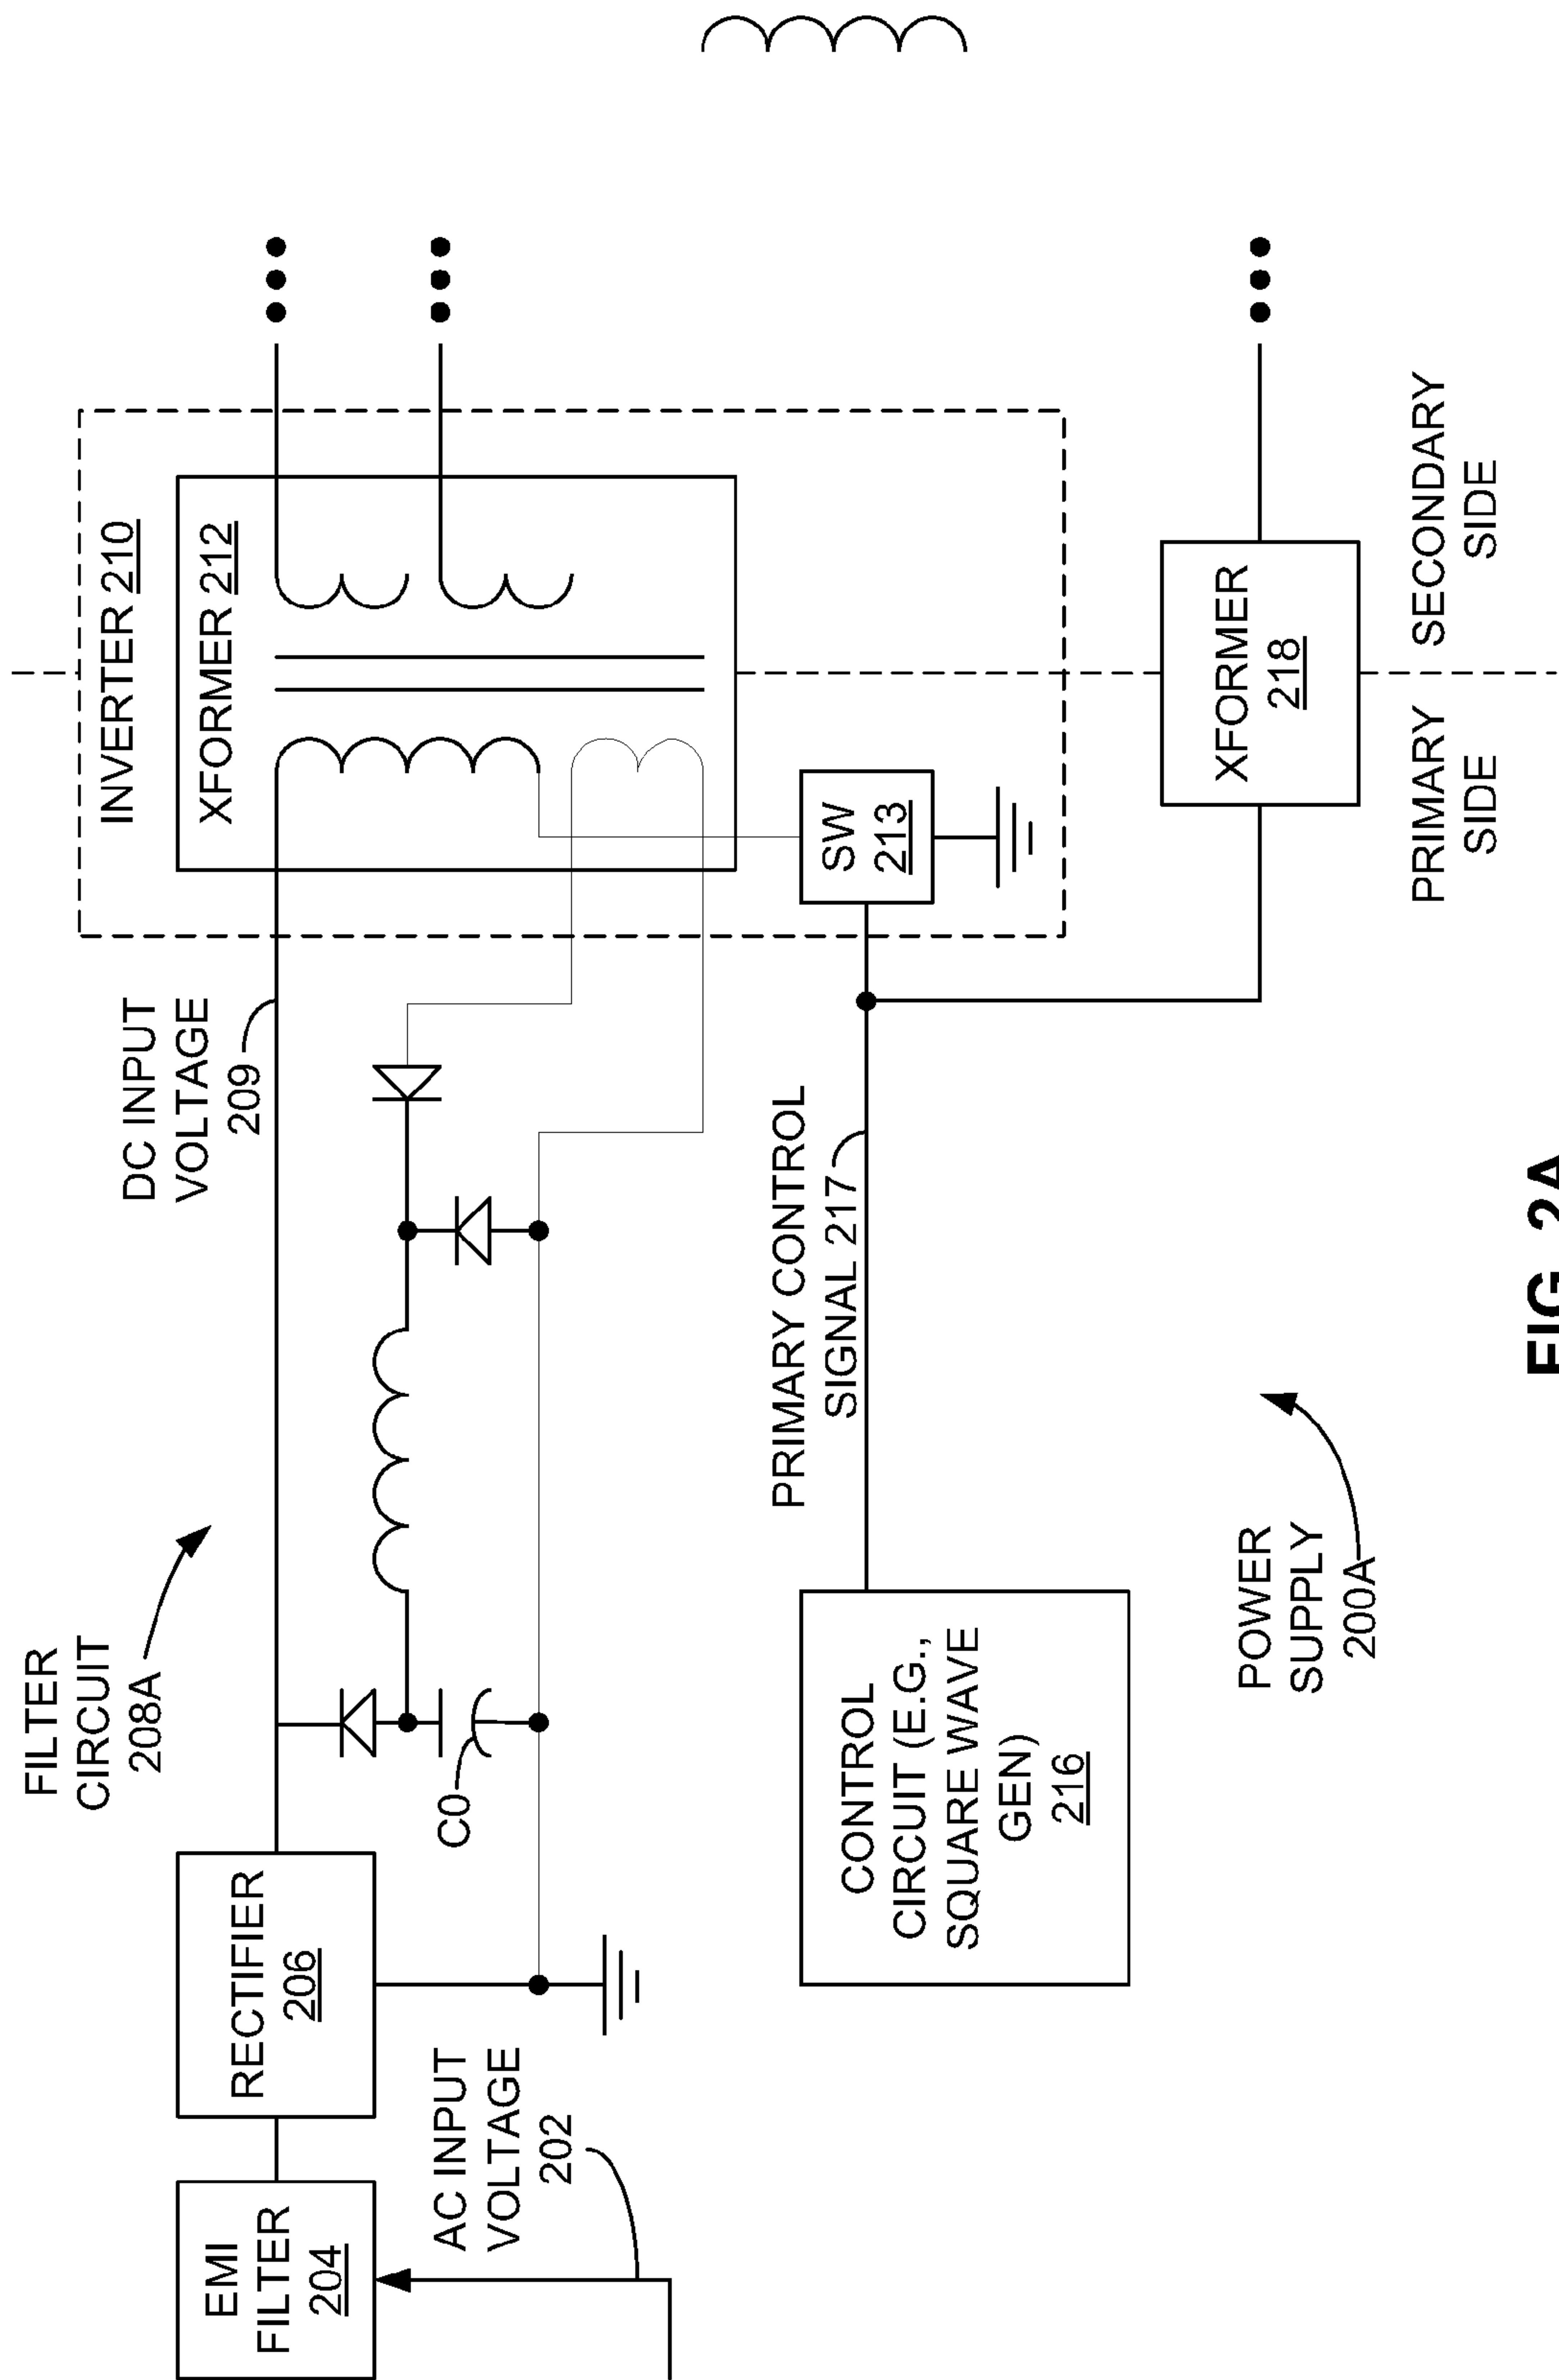 FILTER
CIRCUIT
208A
DC INPUT
VOLTAGE
209
INVERTER 210
XFORMER 212
EMI
FILTER
204
RECTIFIER
206
AC INPUT
VOLTAGE
202
C0
PRIMARY CONTROL
SIGNAL 217
SW
213
CONTROL
CIRCUIT (E.G.,
SQUARE WAVE
GEN)
216
XFORMER
218
POWER
SUPPLY
200A
PRIMARY
SIDE
SECONDARY
SIDE
FIG. 2A